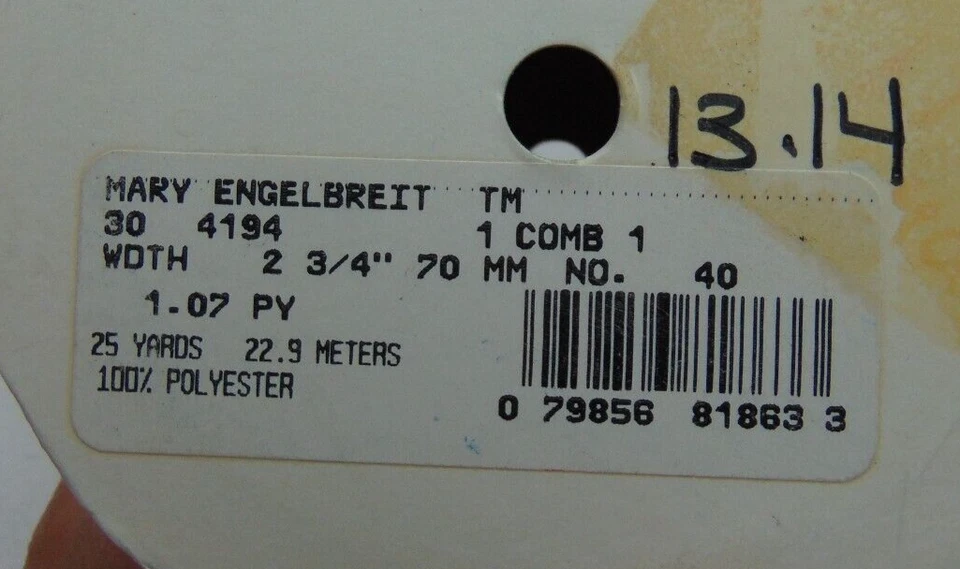 13.14
MARY ENGELBREIT TM
30 4194 1 COMB 1
WDTH 2 3/4" 70 MM NO. 40
1.07 PY
25 YARDS 22.9 METERS
100% POLYESTER
0 79856 81863 3